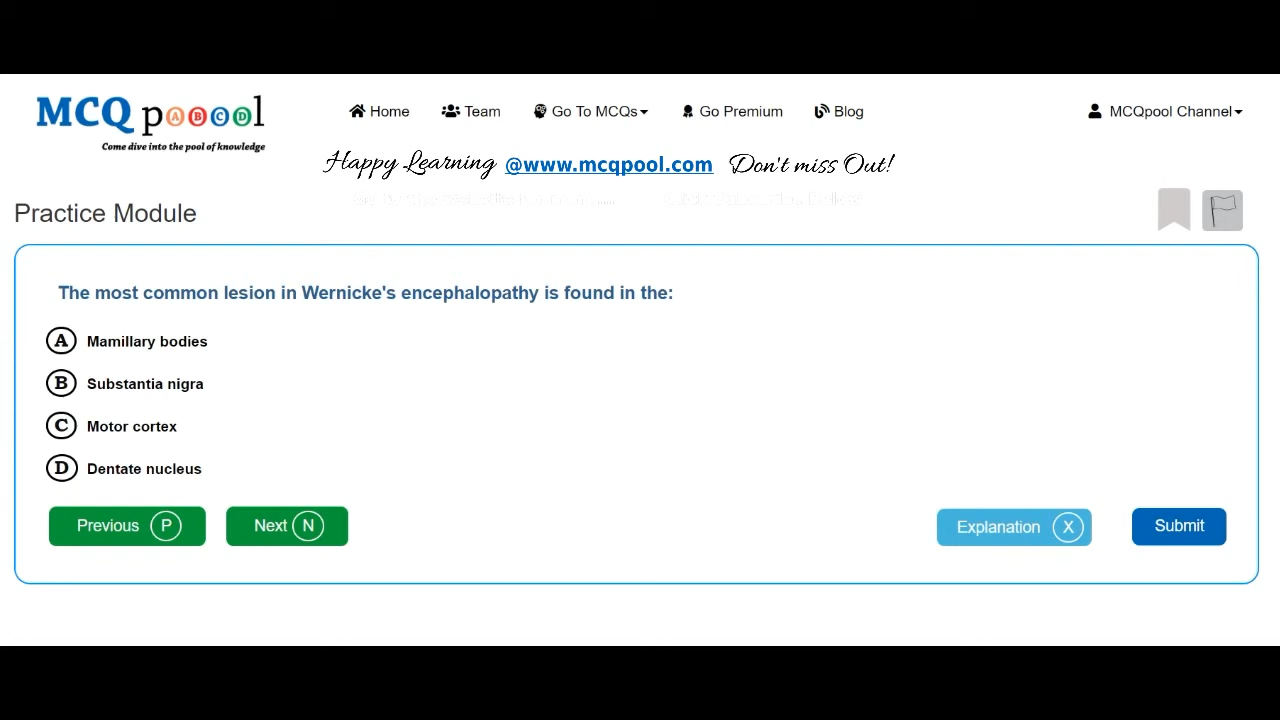 MCQ pABCDl
Come dive into the pool of knowledge
Home Team Go To MCQs Go Premium Blog MCQpool Channel
Happy Learning @www.mcqpool.com Don't miss Out!
Practice Module
The most common lesion in Wernicke's encephalopathy is found in the:
A Mamillary bodies
B Substantia nigra
C Motor cortex
D Dentate nucleus
Previous P Next N Explanation X Submit